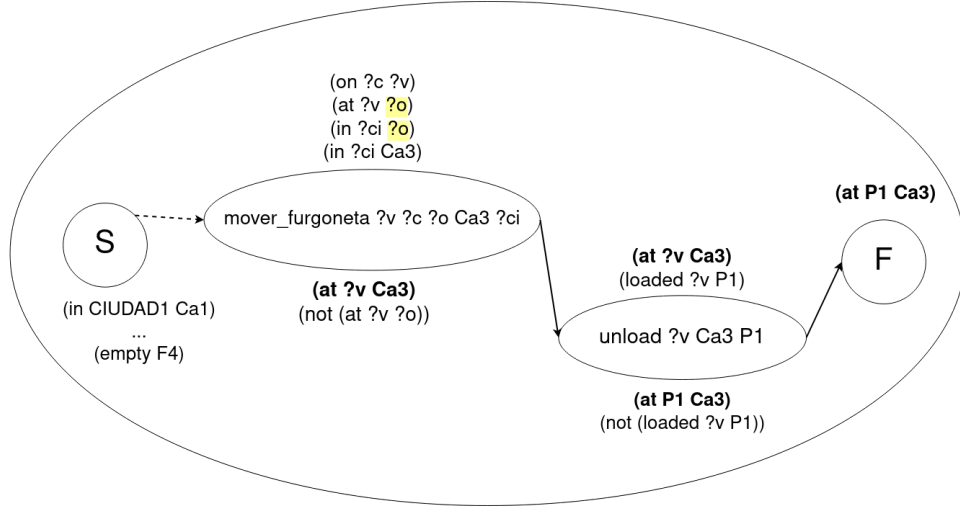 (on ?c ?v)
(at ?v ?o)
(in ?ci ?o)
(in ?ci Ca3)
mover_furgoneta ?v ?c ?o Ca3 ?ci
(at ?v Ca3)
(not (at ?v ?o))
S
(in CIUDAD1 Ca1)
...
(empty F4)
(at ?v Ca3)
(loaded ?v P1)
unload ?v Ca3 P1
(at P1 Ca3)
(not (loaded ?v P1))
(at P1 Ca3)
F